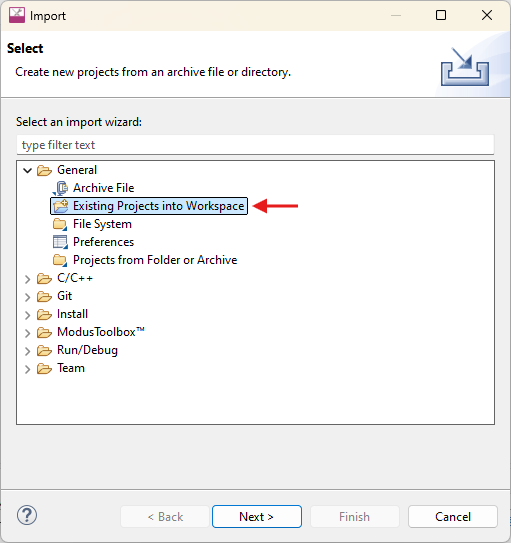 Import
Select
Create new projects from an archive file or directory.
Select an import wizard:
type filter text
General
Archive File
Existing Projects into Workspace
File System
Preferences
Projects from Folder or Archive
C/C++
Git
Install
ModusToolbox™
Run/Debug
Team
< Back
Next >
Finish
Cancel